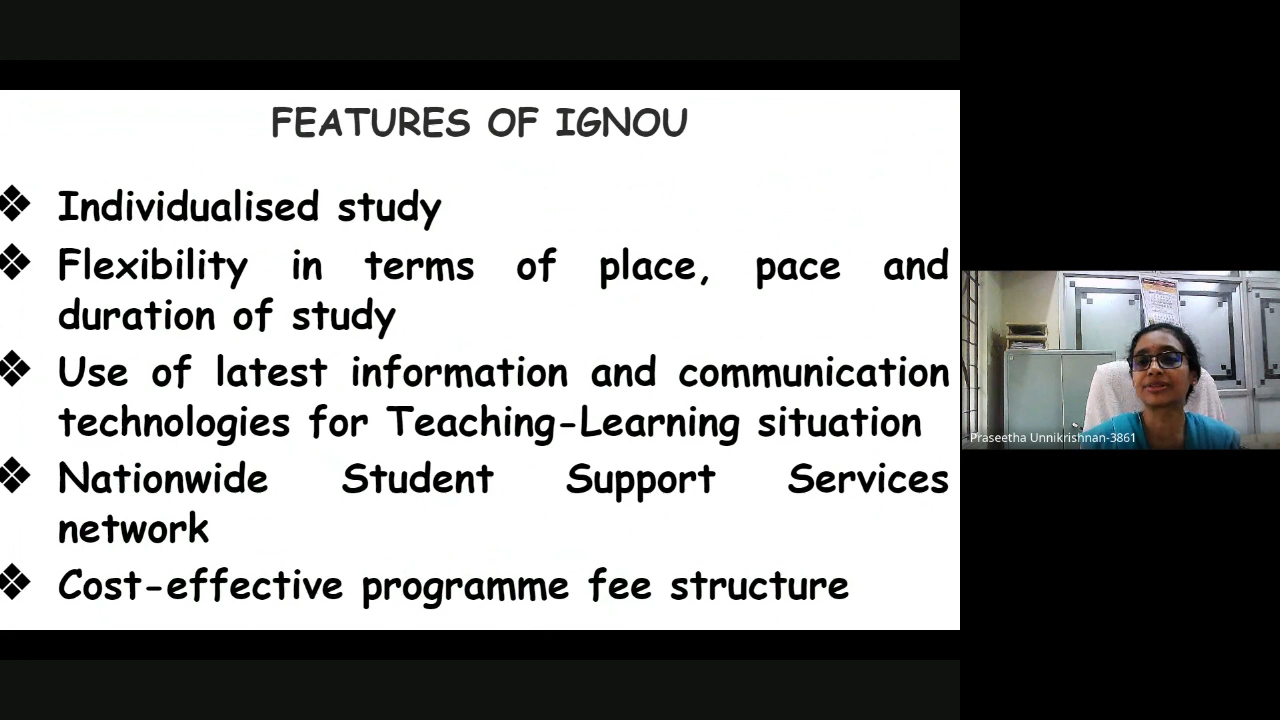 FEATURES OF IGNOU
❖ Individualised study
❖ Flexibility in terms of place, pace and
duration of study
❖ Use of latest information and communication
technologies for Teaching-Learning situation
❖ Nationwide Student Support Services
network
❖ Cost-effective programme fee structure
Praseetha Unnikrishnan-3861